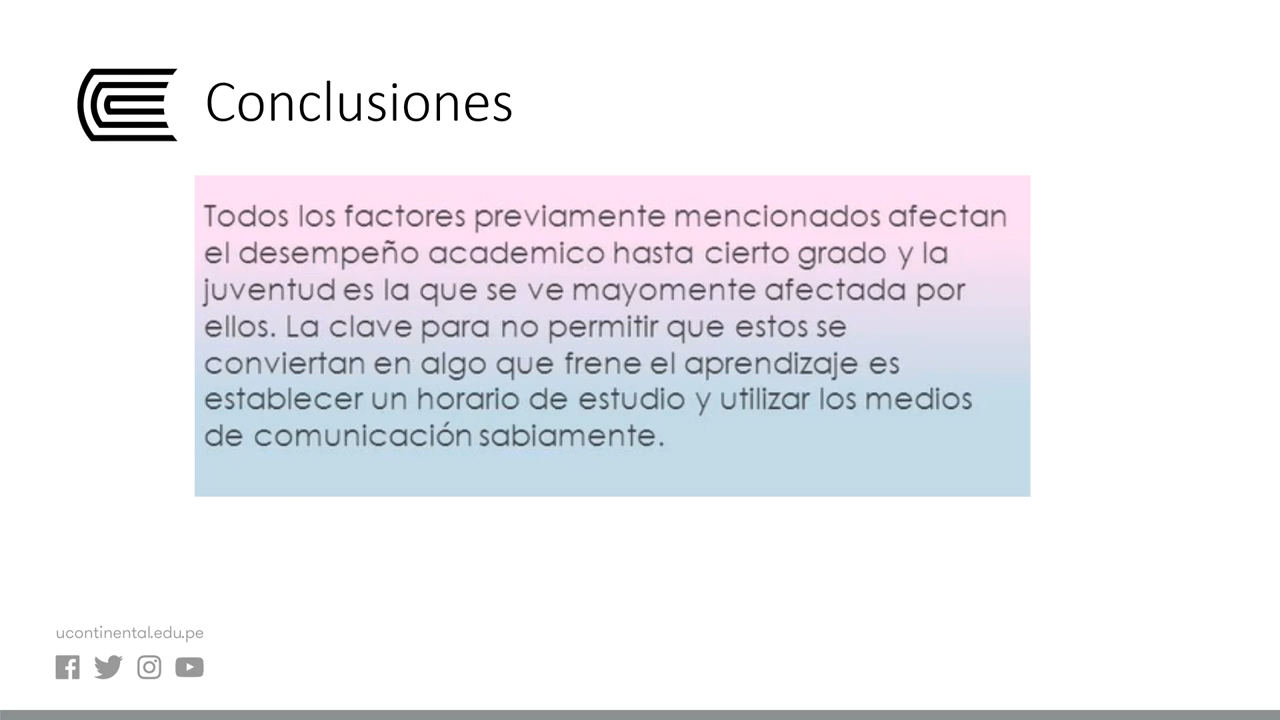 Conclusiones
Todos los factores previamente mencionados afectan
el desempeño academico hasta cierto grado y la
juventud es la que se ve mayomente afectada por
ellos. La clave para no permitir que estos se
conviertan en algo que frene el aprendizaje es
establecer un horario de estudio y utilizar los medios
de comunicación sabiamente.
ucontinental.edu.pe